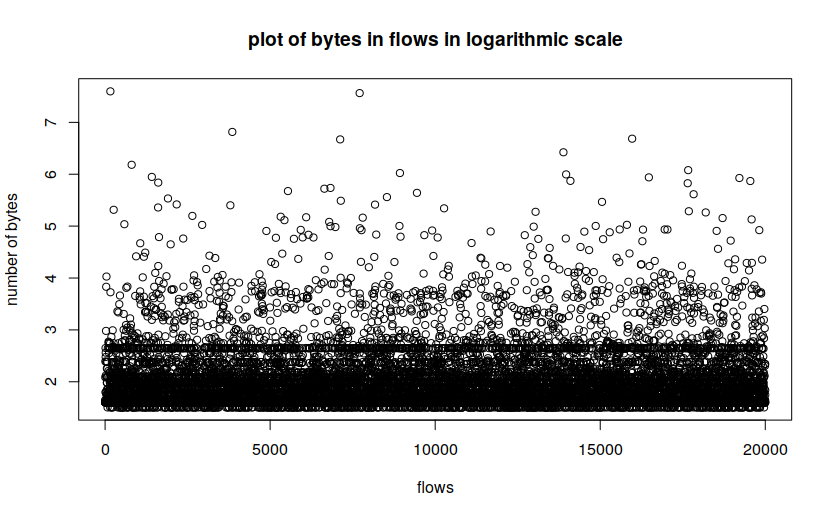 plot of bytes in flows in logarithmic scale
7
6
5
4
3
2
number of bytes
0 5000 10000 15000 20000
flows